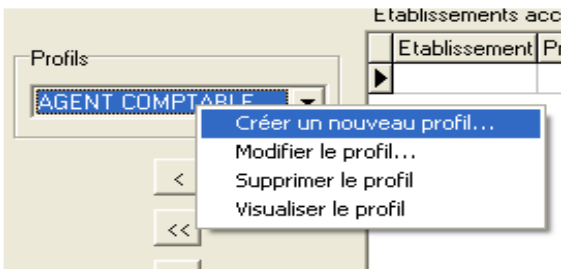 Etablissements acc
Etablissement Pr
Profils
AGENT COMPTABLE
Créer un nouveau profil...
Modifier le profil...
Supprimer le profil
Visualiser le profil
<
<<